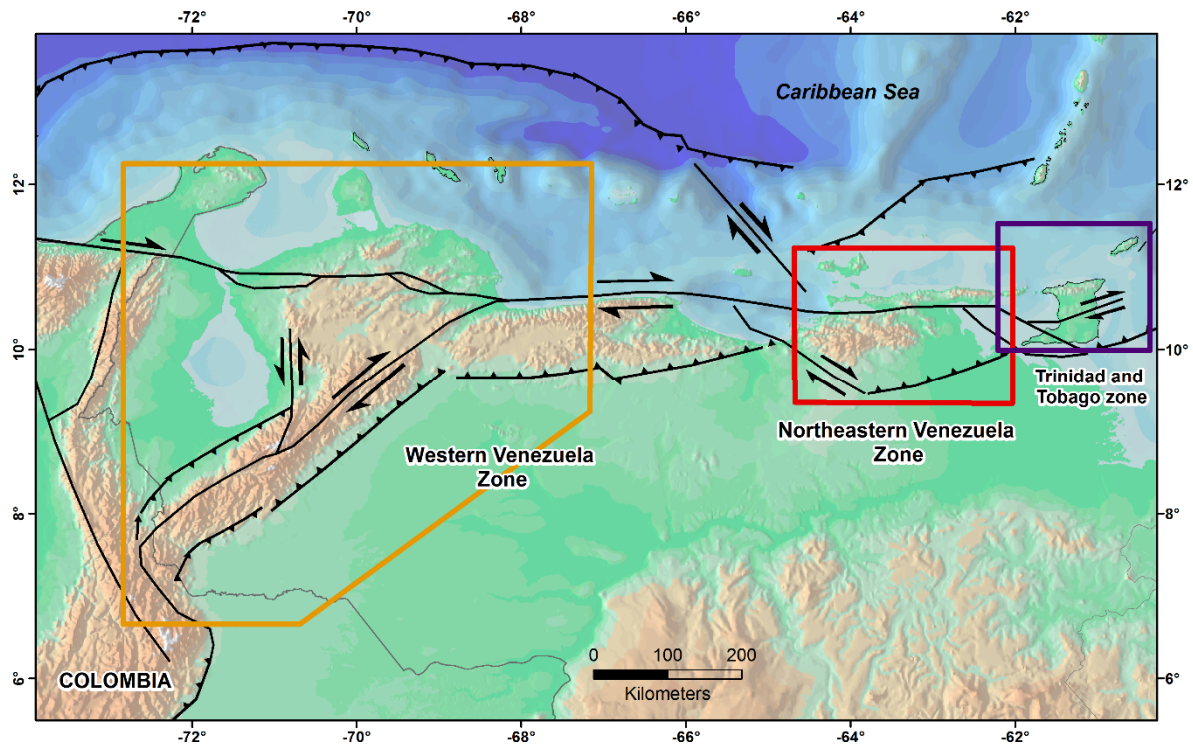 -72° -70° -68° -66° -64° -62°
Caribbean Sea
12° 12°
10° 10°
Trinidad and
Tobago zone
Northeastern Venezuela
Zone
Western Venezuela
Zone
8° 8°
0 100 200
Kilometers
COLOMBIA
6° 6°
-72° -70° -68° -66° -64° -62°